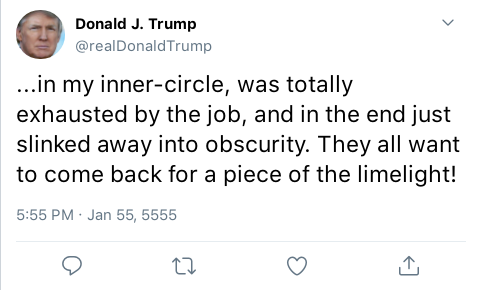 Donald J. Trump
@realDonaldTrump
...in my inner-circle, was totally
exhausted by the job, and in the end just
slinked away into obscurity. They all want
to come back for a piece of the limelight!
5:55 PM · Jan 55, 5555